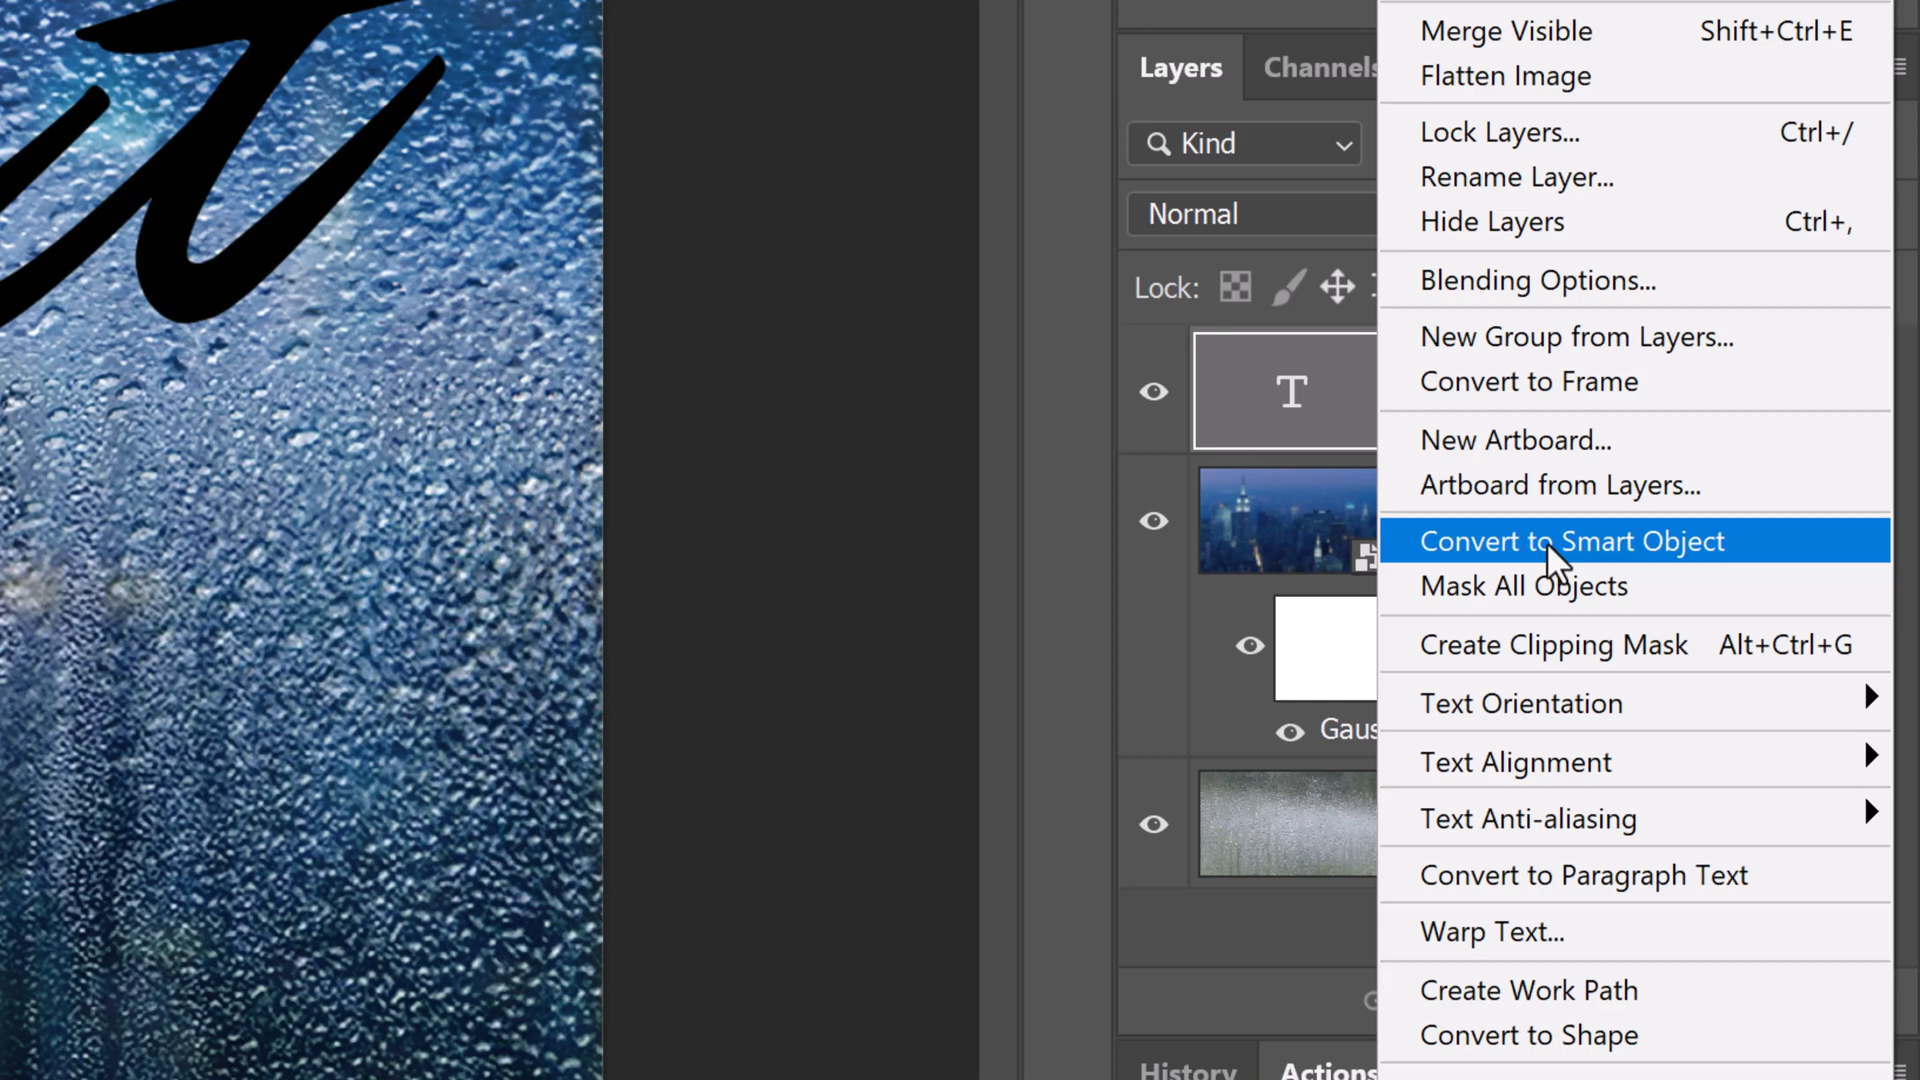 Merge Visible Shift+Ctrl+E
Flatten Image
Layers Channels
Lock Layers... Ctrl+/
Kind
Rename Layer...
Normal
Hide Layers Ctrl+,
Blending Options...
Lock:
New Group from Layers...
Convert to Frame
T
New Artboard...
Artboard from Layers...
Convert to Smart Object
Mask All Objects
Create Clipping Mask Alt+Ctrl+G
Text Orientation
Gaus
Text Alignment
Text Anti-aliasing
Convert to Paragraph Text
Warp Text...
Create Work Path
Convert to Shape
History Actions